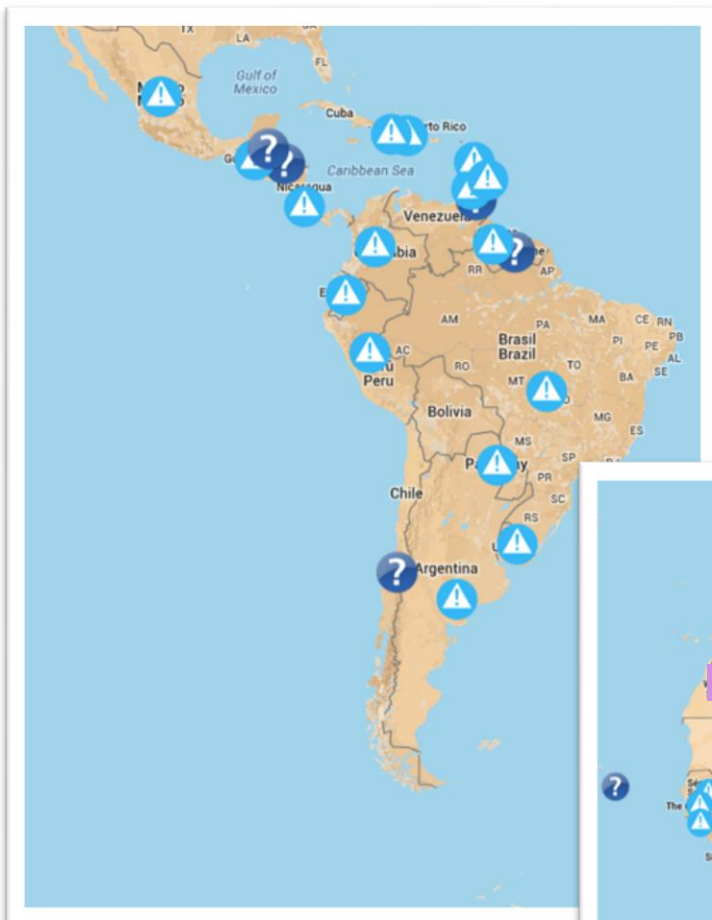 TX
LA
FL
Gulf of
Mexico
Cuba
rto Rico
Caribbean Sea
Nicaragua
Venezuela
bia
RR
AP
AM
PA
MA
CE
RN
PB
PI
PE
AL
SE
AC
RO
TO
BA
Brasil
Brazil
MT
Peru
Bolivia
MG
ES
MS
SP
PR
SC
RS
Chile
Argentina
The